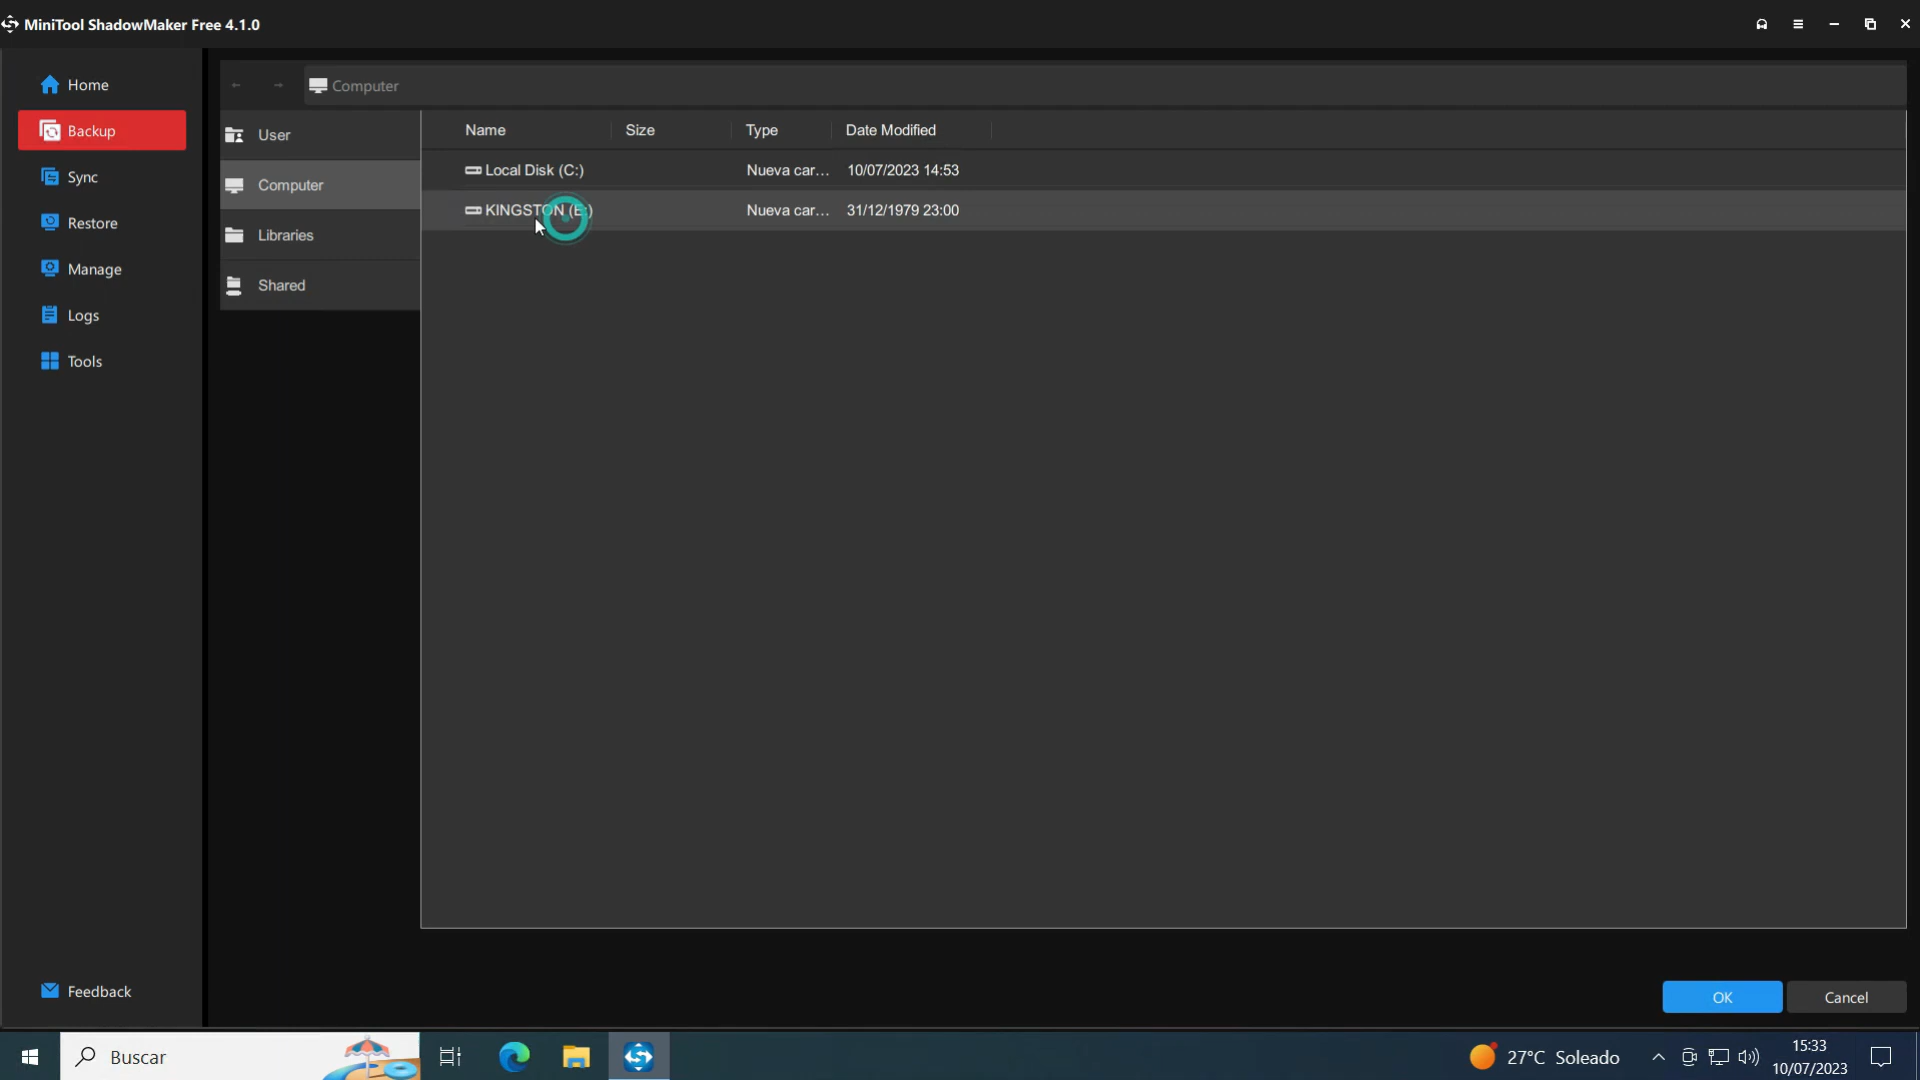 MiniTool ShadowMaker Free 4.1.0
Home
Backup
Sync
Restore
Manage
Logs
Tools
Feedback
Computer
User
Computer
Libraries
Shared
Name Size Type Date Modified
Local Disk (C:) Nueva car... 10/07/2023 14:53
KINGSTON (E:) Nueva car... 31/12/1979 23:00
OK Cancel
Buscar
27°C Soleado
15:33
10/07/2023